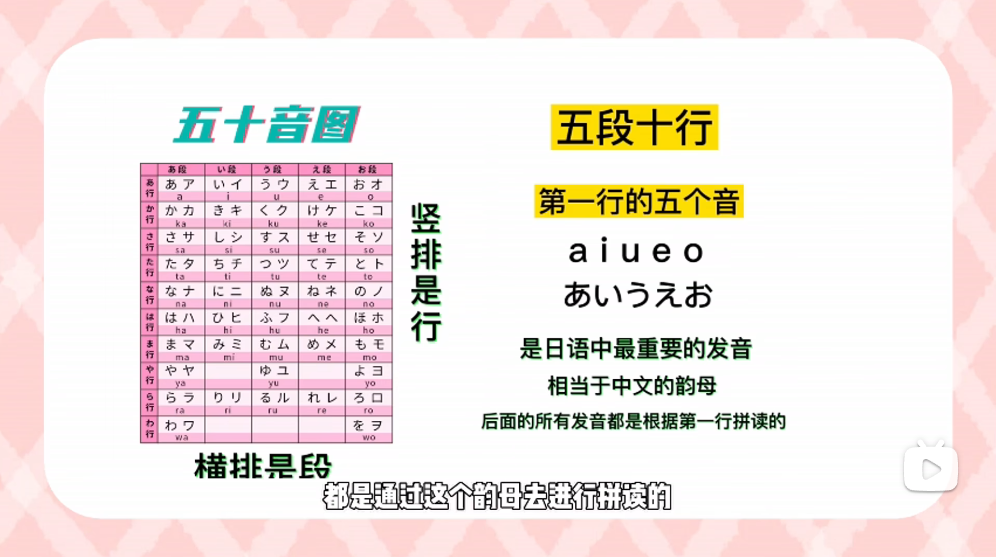 五十音图
あ段 い段 う段 え段 お段
あ行 あ ア い イ う ウ え エ お オ
a i u e o
か行 か カ き キ く ク け ケ こ コ
ka ki ku ke ko
さ行 さ サ し シ す ス せ セ そ ソ
sa si su se so
た行 た タ ち チ つ ツ て テ と ト
ta ti tu te to
な行 な ナ に ニ ぬ ヌ ね ネ の ノ
na ni nu ne no
は行 は ハ ひ ヒ ふ フ へ ヘ ほ ホ
ha hi hu he ho
ま行 ま マ み ミ む ム め メ も モ
ma mi mu me mo
や行 や ヤ ゆ ユ よ ヨ
ya yu yo
ら行 ら ラ り リ る ル れ レ ろ ロ
ra ri ru re ro
わ行 わ ワ を ヲ
wa wo
竖排是行
横排是段
五段十行
第一行的五个音
a i u e o
あいうえお
是日语中最重要的发音
相当于中文的韵母
后面的所有发音都是根据第一行拼读的
都是通过这个韵母去进行拼读的